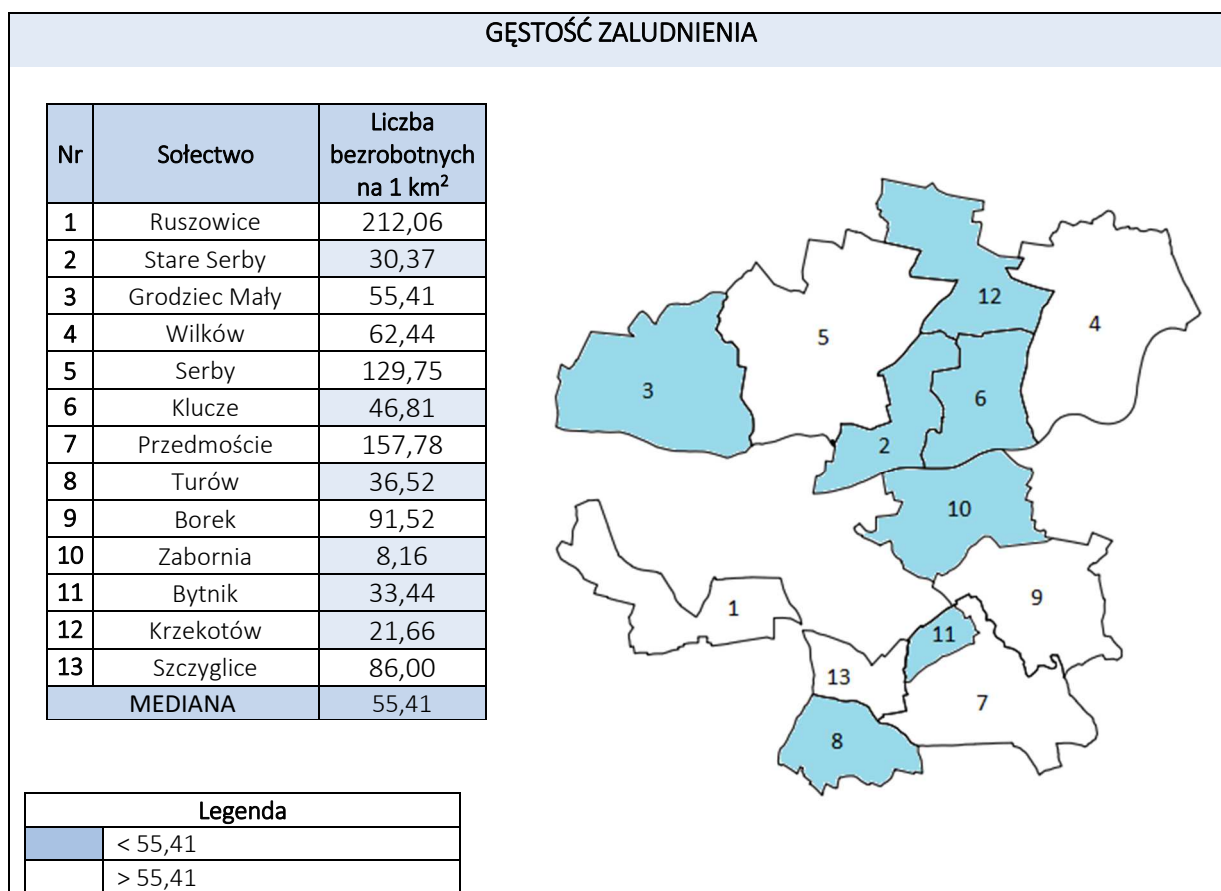 GĘSTOŚĆ ZALUDNIENIA
Nr Sołectwo Liczba bezrobotnych na 1 km²
1 Ruszowice 212,06
2 Stare Serby 30,37
3 Grodziec Mały 55,41
4 Wilków 62,44
5 Serby 129,75
6 Klucze 46,81
7 Przedmoście 157,78
8 Turów 36,52
9 Borek 91,52
10 Zabornia 8,16
11 Bytnik 33,44
12 Krzekotów 21,66
13 Szczyglice 86,00
MEDIANA 55,41
12
4
5
3
6
2
10
9
1
11
13
7
8
Legenda
< 55,41
> 55,41